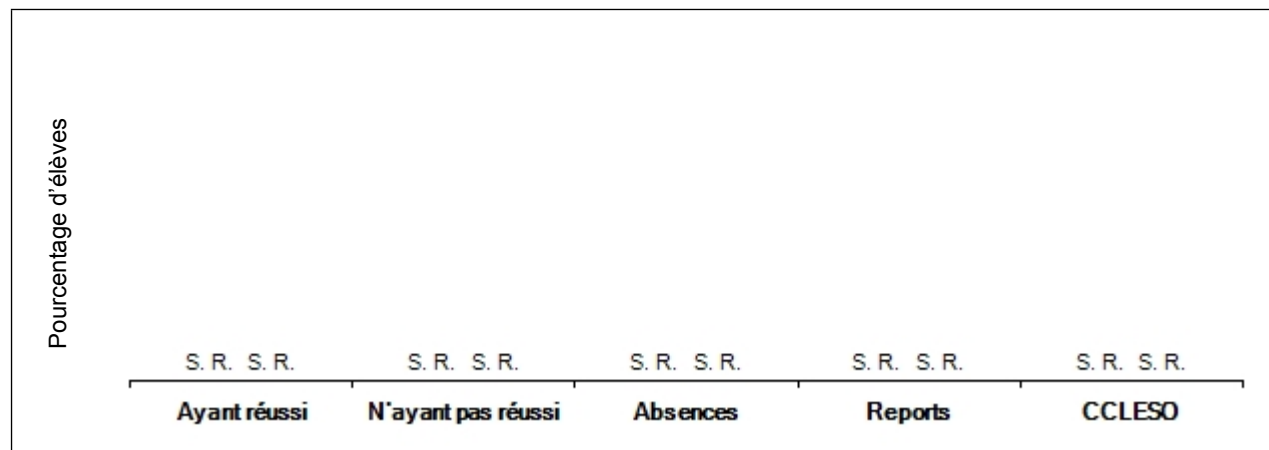 Pourcentage d'élèves
S. R. S. R. S. R. S. R. S. R. S. R. S. R. S. R. S. R. S. R.
Ayant réussi N'ayant pas réussi Absences Reports CCLESO